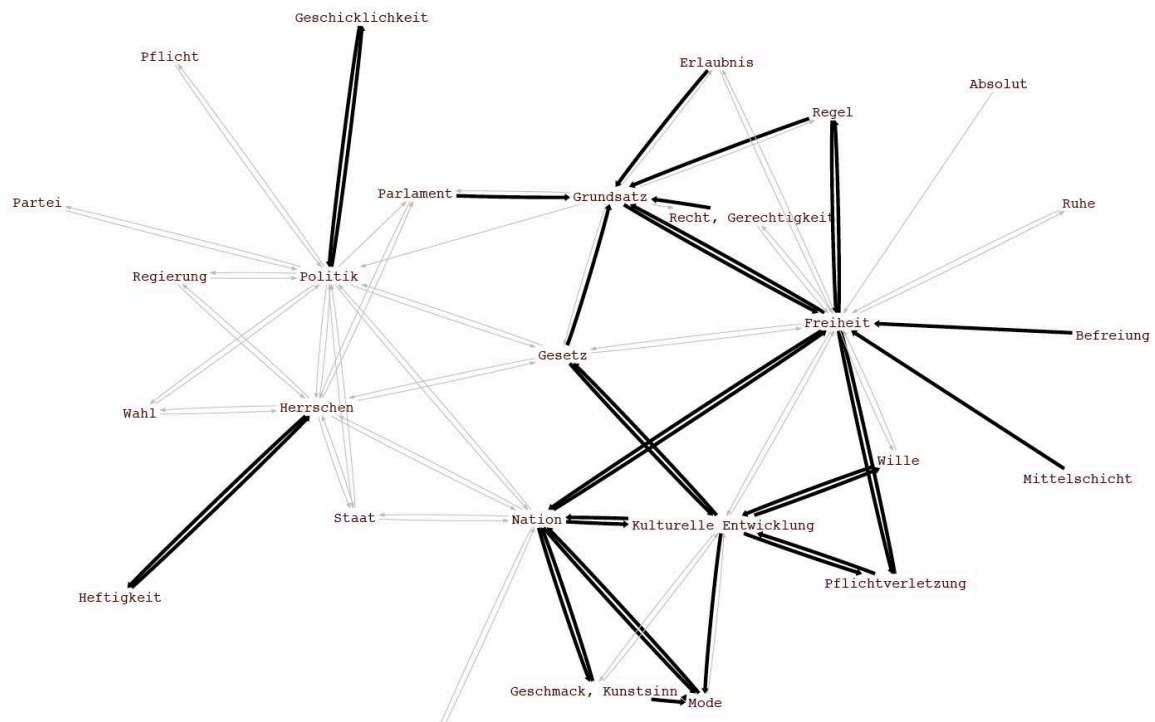 Geschicklichkeit
Pflicht
Erlaubnis
Absolut
Regel
Parlament
Grundsatz
Partei
Recht, Gerechtigkeit
Ruhe
Regierung
Politik
Freiheit
Befreiung
Gesetz
Wahl
Herrschen
Wille
Mittelschicht
Staat
Nation
Kulturelle Entwicklung
Pflichtverletzung
Heftigkeit
Geschmack, Kunstsinn
Mode